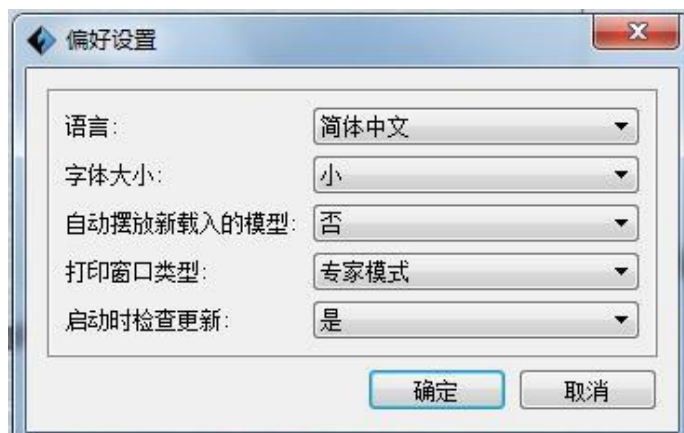 偏好设置
语言: 简体中文
字体大小: 小
自动摆放新载入的模型: 否
打印窗口类型: 专家模式
启动时检查更新: 是
确定 取消